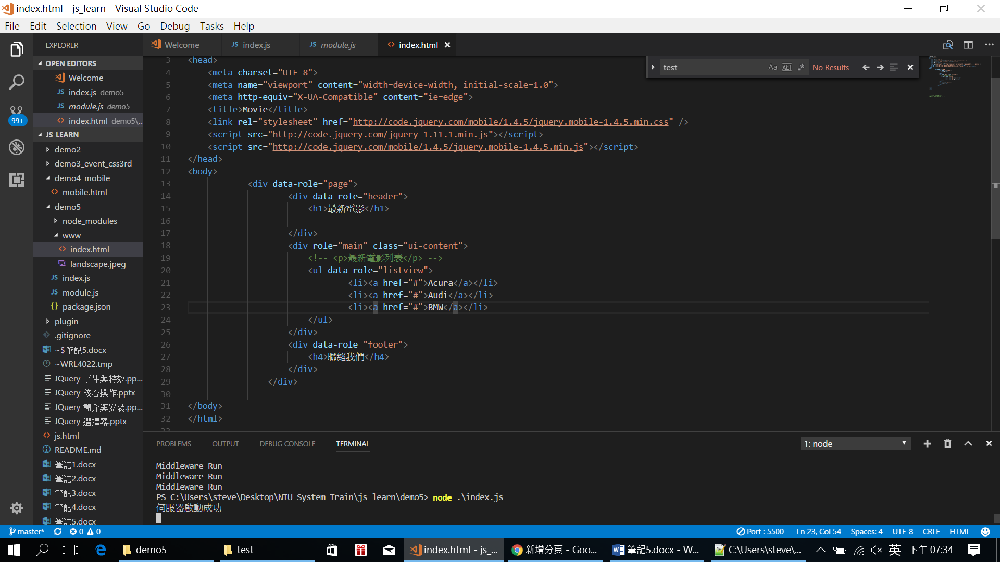 index.html - js_learn - Visual Studio Code
File Edit Selection View Go Debug Tasks Help
EXPLORER
OPEN EDITORS
Welcome
index.js demo5
module.js demo5
index.html demo5\...
99+
JS_LEARN
demo2
demo3_event_css3rd
demo4_mobile
mobile.html
demo5
node_modules
www
index.html
landscape.jpeg
index.js
module.js
package.json
plugin
.gitignore
~$筆記5.docx
~WRL4022.tmp
JQuery 事件與特效.pp...
JQuery 核心操作.pptx
JQuery 簡介與安裝.pp...
JQuery 選擇器.pptx
js.html
README.md
筆記1.docx
筆記2.docx
筆記3.docx
筆記4.docx
筆記5.docx
Welcome
JS index.js
JS module.js
index.html
test Aa Abl .* No Results
3 <head>
4 <meta charset="UTF-8">
5 <meta name="viewport" content="width=device-width, initial-scale=1.0">
6 <meta http-equiv="X-UA-Compatible" content="ie=edge">
7 <title>Movie</title>
8 <link rel="stylesheet" href="http://code.jquery.com/mobile/1.4.5/jquery.mobile-1.4.5.min.css" />
9 <script src="http://code.jquery.com/jquery-1.11.1.min.js"></script>
10 <script src="http://code.jquery.com/mobile/1.4.5/jquery.mobile-1.4.5.min.js"></script>
11 </head>
12 <body>
13 <div data-role="page">
14 <div data-role="header">
15 <h1>最新電影</h1>
16
17 </div>
18 <div role="main" class="ui-content">
19 <!-- <p>最新電影列表</p> -->
20 <ul data-role="listview">
21 <li><a href="#">Acura</a></li>
22 <li><a href="#">Audi</a></li>
23 <li><a href="#">BMW</a></li>
24 </ul>
25 </div>
26 <div data-role="footer">
27 <h4>聯絡我們</h4>
28 </div>
29 </div>
30
31 </body>
32 </html>
33
PROBLEMS OUTPUT DEBUG CONSOLE TERMINAL
1: node
Middleware Run
Middleware Run
Middleware Run
PS C:\Users\steve\Desktop\NTU_System_Train\js_learn\demo5> node .\index.js
伺服器啟動成功
master* 0 0
Port : 5500 Ln 23, Col 54 Spaces: 4 UTF-8 CRLF HTML
demo5
test
index.html - js_...
新增分頁 - Goo...
筆記5.docx - W...
C:\Users\steve\...
英
下午 07:34